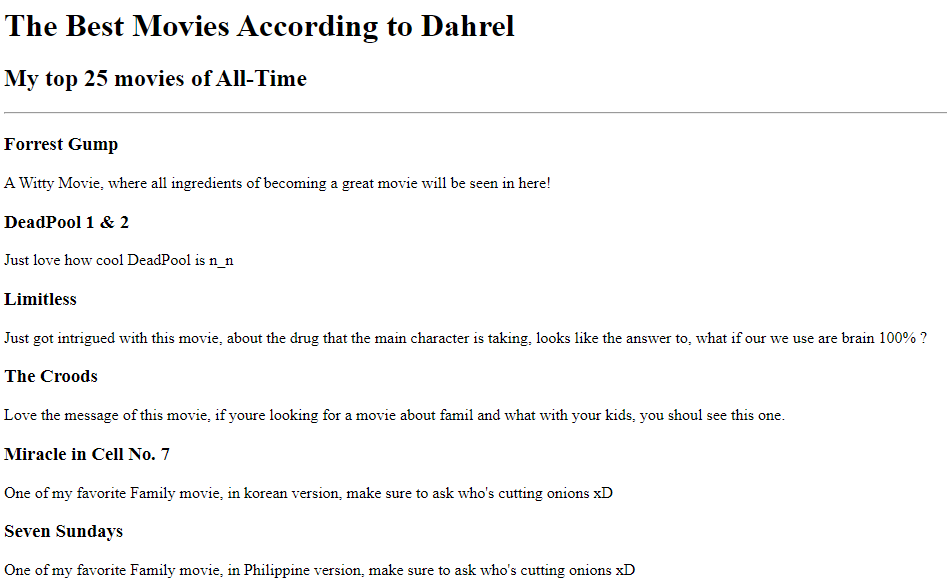 The Best Movies According to Dahrel
My top 25 movies of All-Time
Forrest Gump
A Witty Movie, where all ingredients of becoming a great movie will be seen in here!
DeadPool 1 & 2
Just love how cool DeadPool is n_n
Limitless
Just got intrigued with this movie, about the drug that the main character is taking, looks like the answer to, what if our we use are brain 100% ?
The Croods
Love the message of this movie, if youre looking for a movie about famil and what with your kids, you shoul see this one.
Miracle in Cell No. 7
One of my favorite Family movie, in korean version, make sure to ask who's cutting onions xD
Seven Sundays
One of my favorite Family movie, in Philippine version, make sure to ask who's cutting onions xD